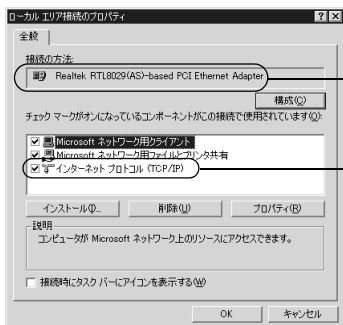 ローカル エリア接続のプロパティ
全般
接続の方法:
Realtek RTL8029(AS)-based PCI Ethernet Adapter
構成(C)
チェック マークがオンになっているコンポーネントがこの接続で使用されています(O):
Microsoft ネットワーク用クライアント
Microsoft ネットワーク用ファイルとプリンタ共有
インターネット プロトコル (TCP/IP)
インストール(I)...
削除(U)
プロパティ(R)
説明
コンピュータが Microsoft ネットワーク上のリソースにアクセスできます。
接続時にタスク バーにアイコンを表示する(W)
OK
キャンセル